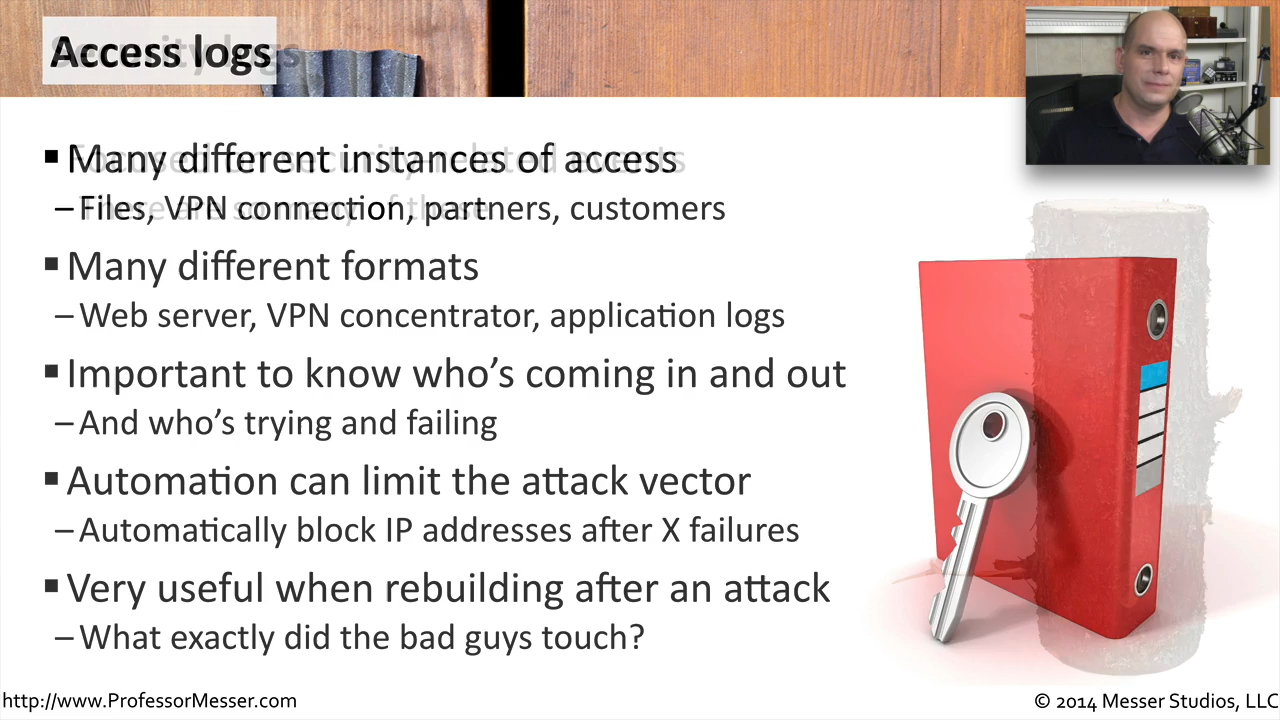 Access logs
▪ Many different instances of access
– Files, VPN connection, partners, customers
▪ Many different formats
– Web server, VPN concentrator, application logs
▪ Important to know who's coming in and out
– And who's trying and failing
▪ Automation can limit the attack vector
– Automatically block IP addresses after X failures
▪ Very useful when rebuilding after an attack
– What exactly did the bad guys touch?
http://www.ProfessorMesser.com
© 2014 Messer Studios, LLC